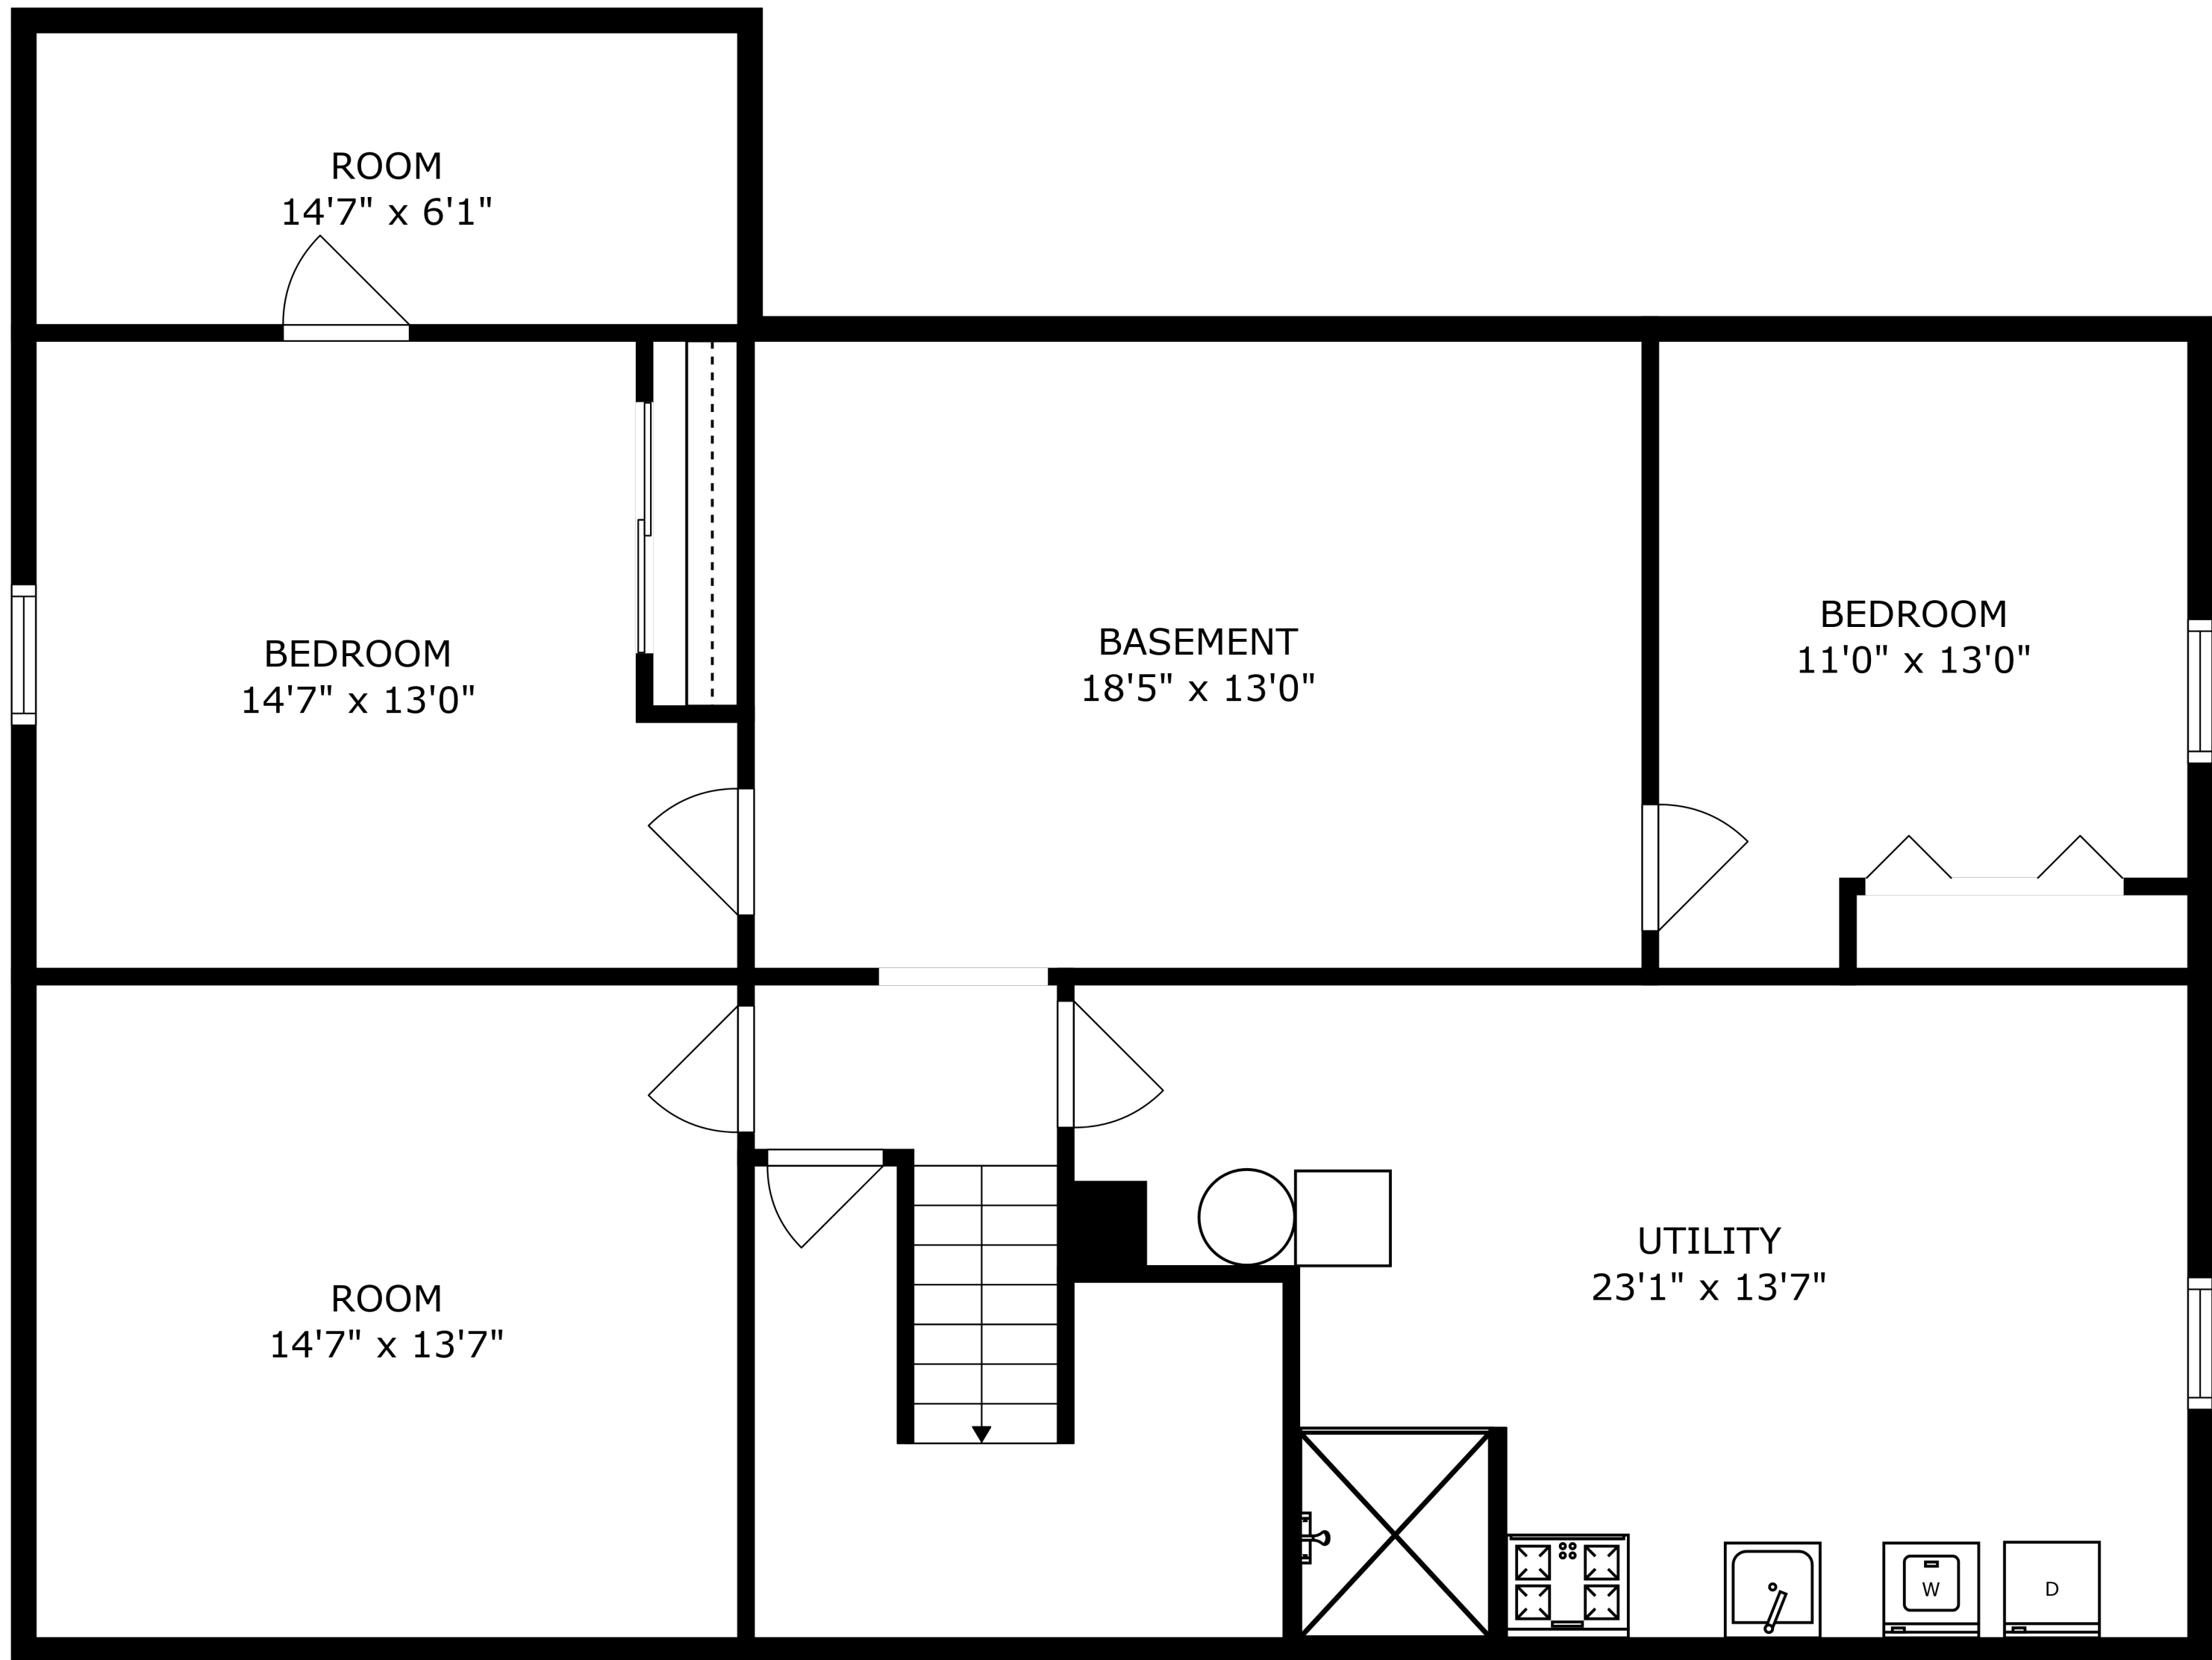 ROOM
14'7" x 6'1"
BEDROOM
14'7" x 13'0"
BASEMENT
18'5" x 13'0"
BEDROOM
11'0" x 13'0"
ROOM
14'7" x 13'7"
UTILITY
23'1" x 13'7"
W
D